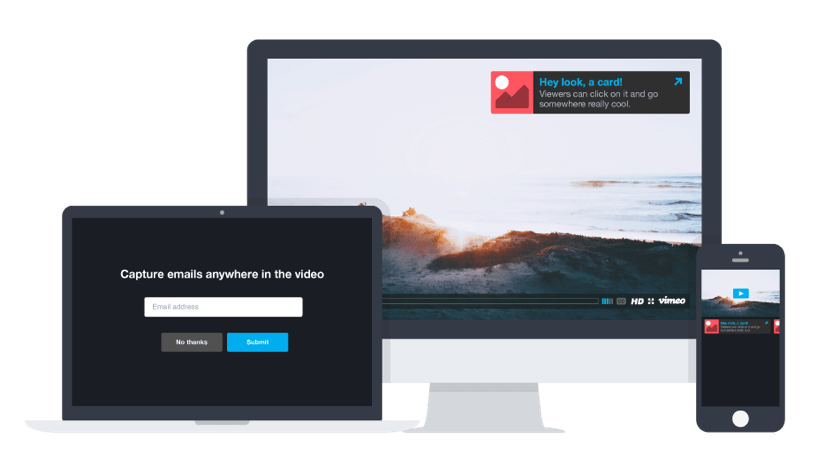 Hey look, a card!
Viewers can click on it and go
somewhere really cool.
HD vimeo
Capture emails anywhere in the video
Email address
No thanks Submit
Hey look, a card!